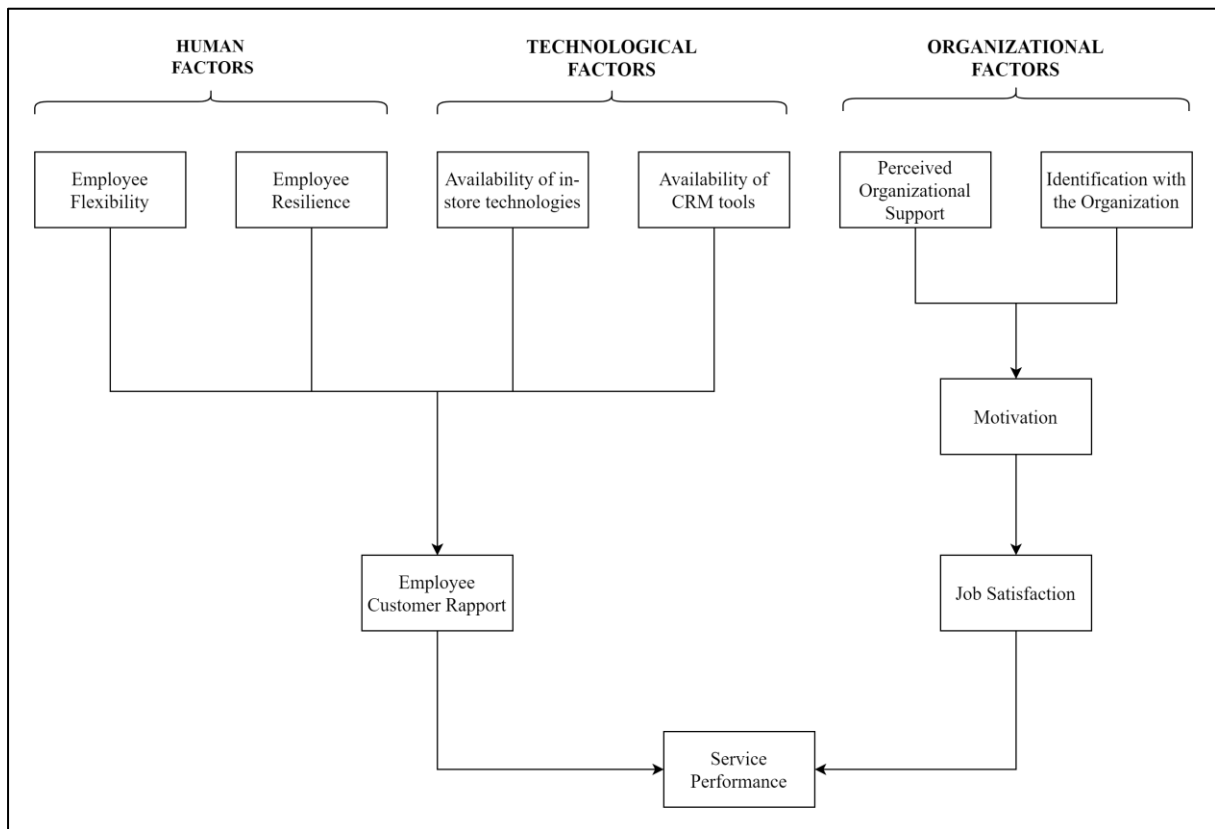 HUMAN
FACTORS
TECHNOLOGICAL
FACTORS
ORGANIZATIONAL
FACTORS
Employee
Flexibility
Employee
Resilience
Availability of in-
store technologies
Availability of
CRM tools
Perceived
Organizational
Support
Identification with
the Organization
Motivation
Employee
Customer Rapport
Job Satisfaction
Service
Performance